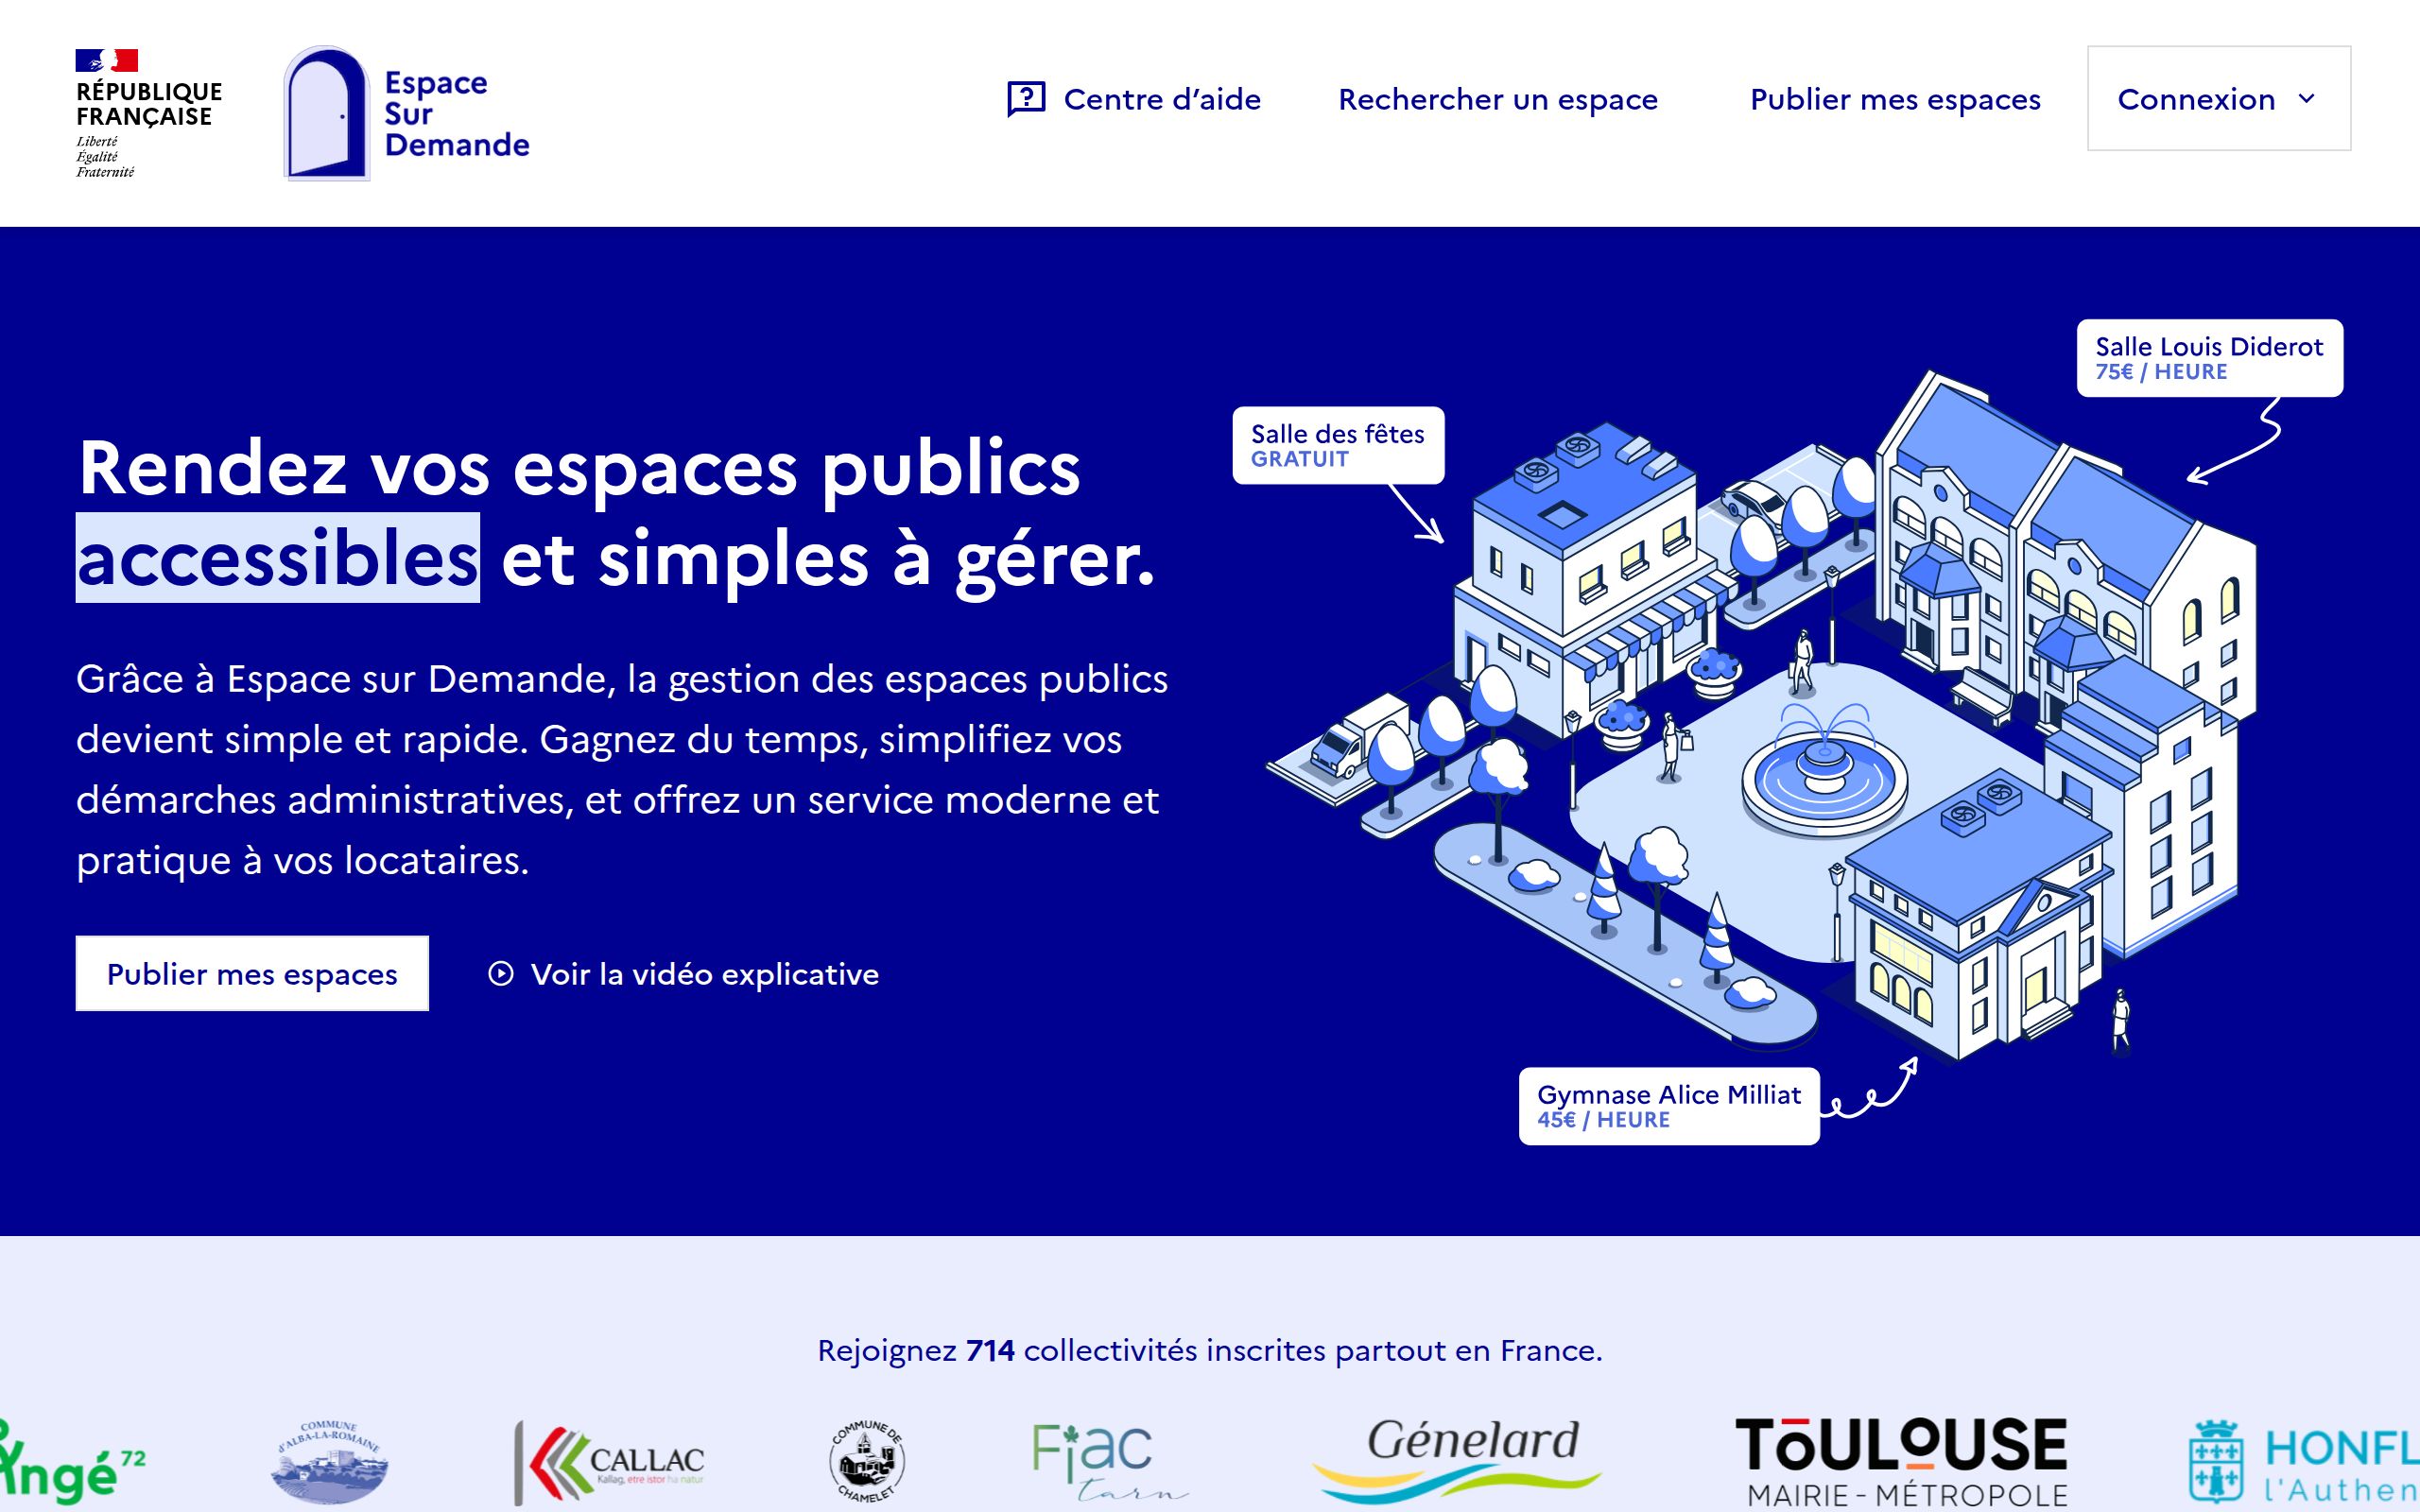 RÉPUBLIQUE
FRANÇAISE
Liberté
Égalité
Fraternité
Espace
Sur
Demande
Centre d’aide
Rechercher un espace
Publier mes espaces
Connexion
Rendez vos espaces publics
accessibles et simples à gérer.
Grâce à Espace sur Demande, la gestion des espaces publics
devient simple et rapide. Gagnez du temps, simplifiez vos
démarches administratives, et offrez un service moderne et
pratique à vos locataires.
Publier mes espaces
Voir la vidéo explicative
Salle des fêtes
GRATUIT
Salle Louis Diderot
75€ / HEURE
Gymnase Alice Milliat
45€ / HEURE
Rejoignez 714 collectivités inscrites partout en France.
ngé 72
COMMUNE
D'ALBA-LA-ROMAINE
CALLAC
Kallag, etre istor ha natur
COMMUNE DE
CHAMELET
Fiac
tarn
Génelard
TOULOUSE
MAIRIE - MÉTROPOLE
HONFL
l'Authen